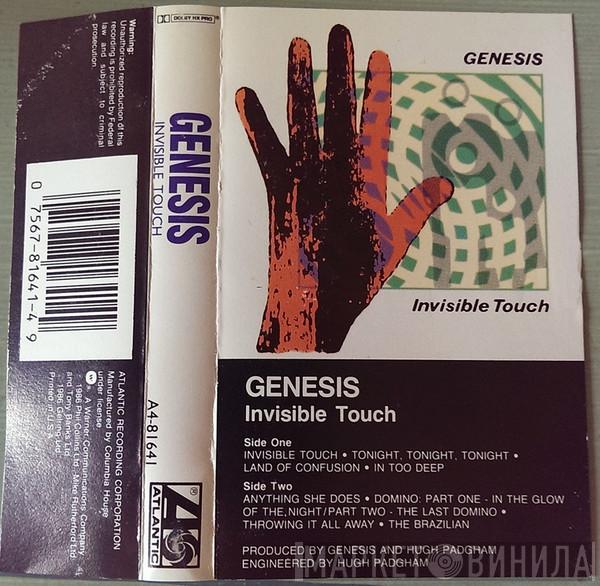 Warning:
Unauthorized reproduction of this
recording is prohibited by Federal
law and subject to criminal
prosecution.
0 7567-81641-4 9
ATLANTIC RECORDING CORPORATION
Manufactured by Columbia House
under license
A Warner Communications Company
1986 Phil Collins Ltd. Mike Rutherford Ltd
and Tony Banks Ltd
1986 Genesis Ltd
Printed in U.S.A.
DOLBY HX PRO
GENESIS
INVISIBLE TOUCH
A4-81641
ATLANTIC
®
GENESIS
Invisible Touch
GENESIS
Invisible Touch
Side One
INVISIBLE TOUCH • TONIGHT, TONIGHT, TONIGHT •
LAND OF CONFUSION • IN TOO DEEP
Side Two
ANYTHING SHE DOES • DOMINO: PART ONE - IN THE GLOW
OF THE NIGHT/PART TWO - THE LAST DOMINO •
THROWING IT ALL AWAY • THE BRAZILIAN
PRODUCED BY GENESIS AND HUGH PADGHAM
ENGINEERED BY HUGH PADGHAM
ВИНИЛА